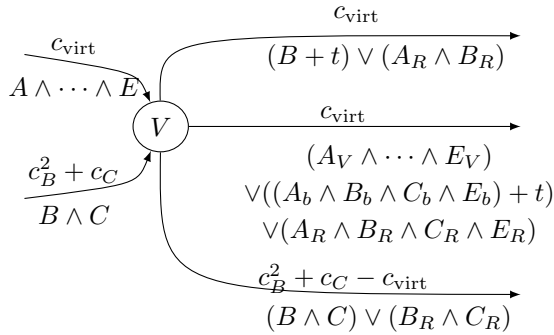 c_virt
c_virt
(B + t) ∨ (A_R ∧ B_R)
A ∧ ⋯ ∧ E
V
c_virt
(A_V ∧ ⋯ ∧ E_V)
∨((A_b ∧ B_b ∧ C_b ∧ E_b) + t)
∨(A_R ∧ B_R ∧ C_R ∧ E_R)
c_B^2 + c_C
B ∧ C
c_B^2 + c_C − c_virt
(B ∧ C) ∨ (B_R ∧ C_R)